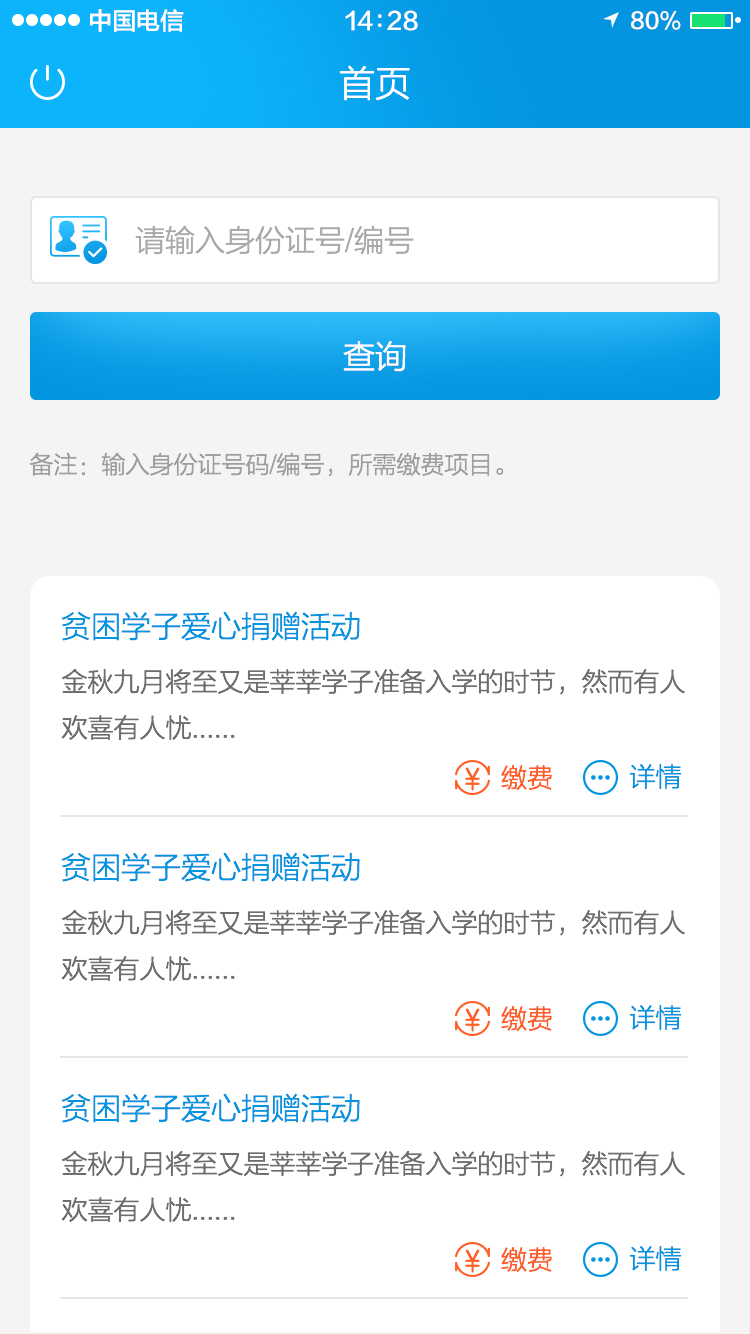 中国电信 14:28 80%
首页
请输入身份证号/编号
查询
备注：输入身份证号码/编号，所需缴费项目。
贫困学子爱心捐赠活动
金秋九月将至又是莘莘学子准备入学的时节，然而有人
欢喜有人忧......
缴费 详情
贫困学子爱心捐赠活动
金秋九月将至又是莘莘学子准备入学的时节，然而有人
欢喜有人忧......
缴费 详情
贫困学子爱心捐赠活动
金秋九月将至又是莘莘学子准备入学的时节，然而有人
欢喜有人忧......
缴费 详情